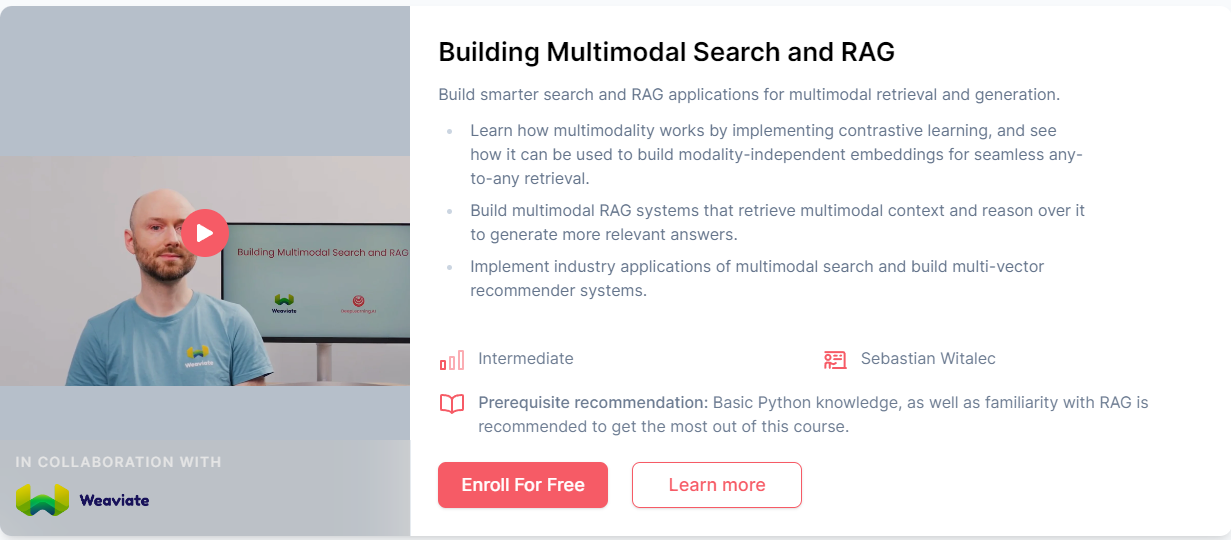 Building Multimodal Search and RAG
Build smarter search and RAG applications for multimodal retrieval and generation.
Learn how multimodality works by implementing contrastive learning, and see
how it can be used to build modality-independent embeddings for seamless any-
to-any retrieval.
Build multimodal RAG systems that retrieve multimodal context and reason over it
to generate more relevant answers.
Implement industry applications of multimodal search and build multi-vector
recommender systems.
Intermediate
Sebastian Witalec
Prerequisite recommendation: Basic Python knowledge, as well as familiarity with RAG is
recommended to get the most out of this course.
Enroll For Free
Learn more
Building Multimodal Search and RAG
Weaviate
Weaviate
IN COLLABORATION WITH
Weaviate